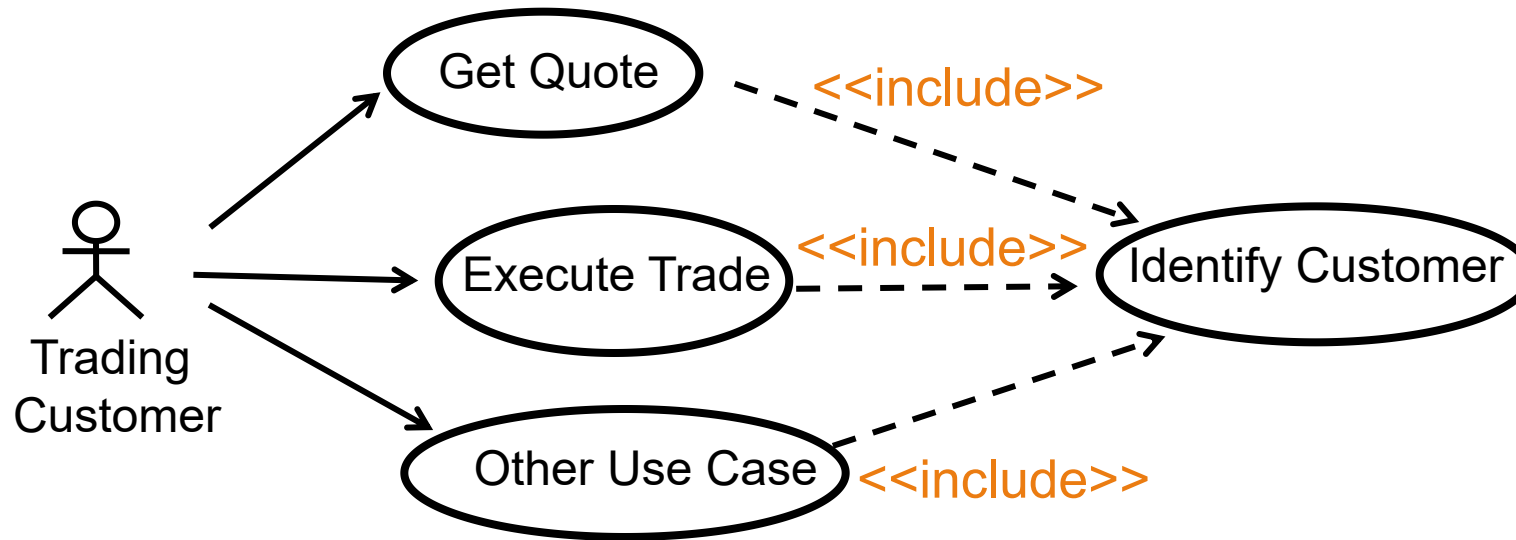 Get Quote
<<include>>
Execute Trade
<<include>>
Identify Customer
Trading
Customer
Other Use Case
<<include>>